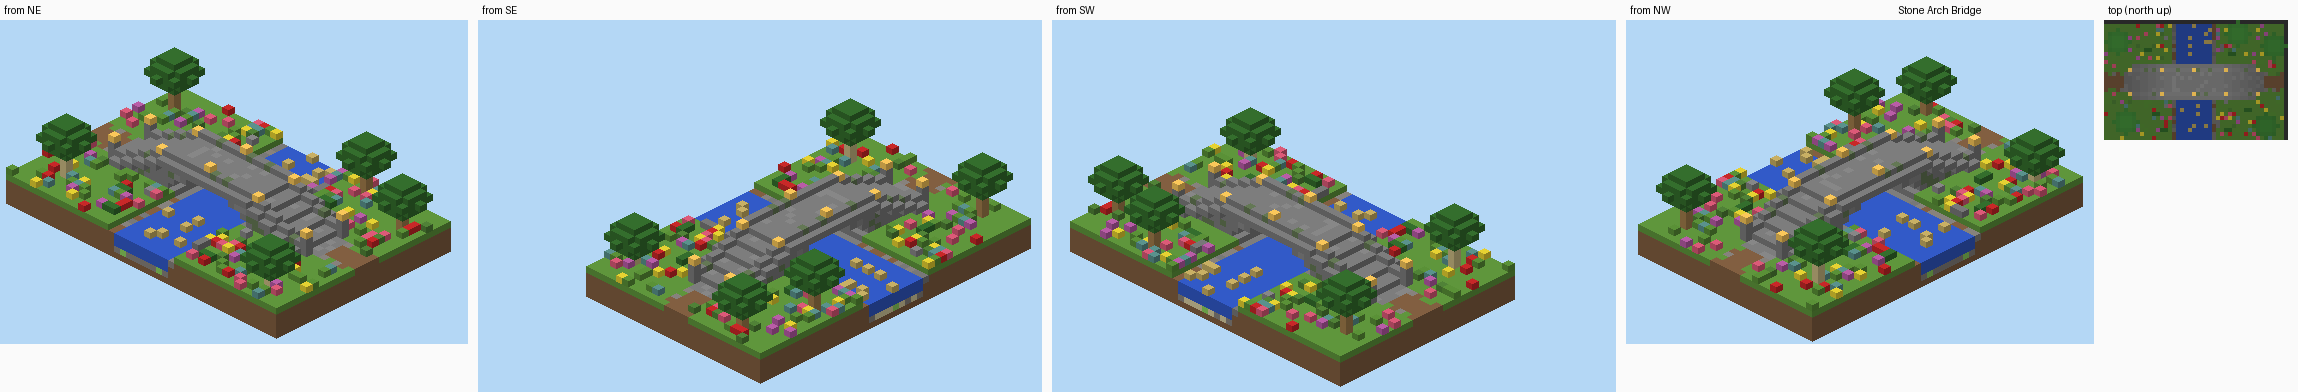 from NE
from SE
from SW
from NW
Stone Arch Bridge
top (north up)